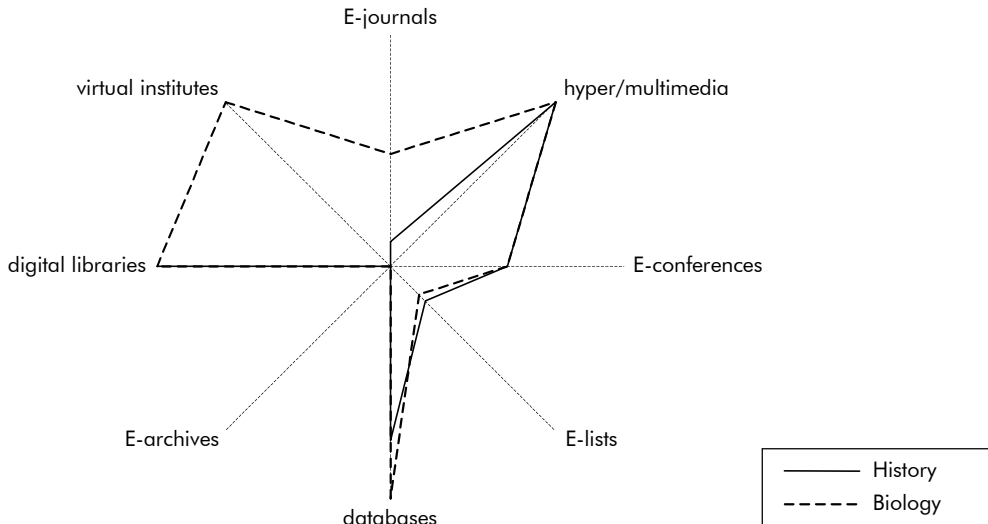 E-journals
virtual institutes
hyper/multimedia
digital libraries
E-conferences
E-archives
E-lists
databases
History
Biology